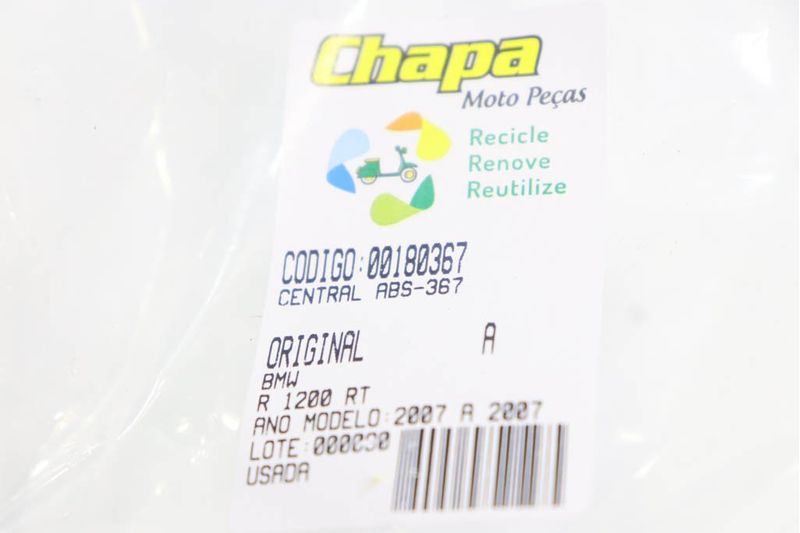 Chapa
Moto Peças
Recicle
Renove
Reutilize
CODIGO:00180367
CENTRAL ABS-367
ORIGINAL A
BMW
R 1200 RT
ANO MODELO:2007 A 2007
LOTE:000000
USADA